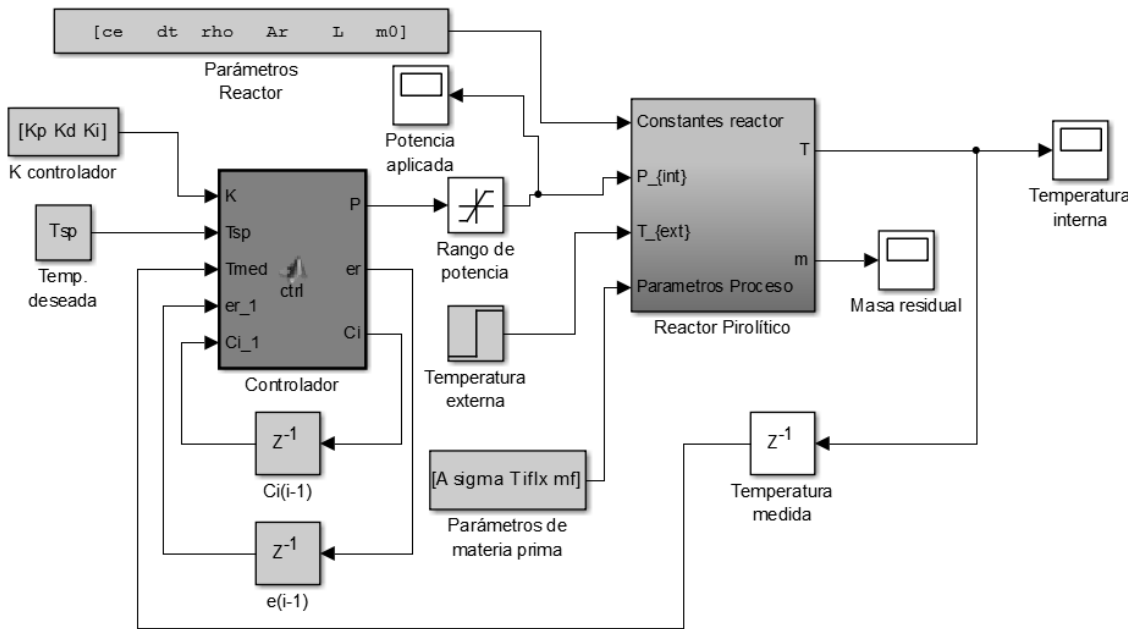 [ce dt rho Ar L m0]
Parámetros
Reactor
Potencia
aplicada
[Kp Kd Ki]
K controlador
Tsp
Temp.
deseada
K
Tsp
Tmed
er_1
Ci_1
P
er
Ci
ctrl
Controlador
Rango de
potencia
Constantes reactor
P_{int}
T_{ext}
Parametros Proceso
T
m
Reactor Pirolítico
Temperatura
interna
Masa residual
Temperatura
externa
Z-1
Ci(i-1)
Z-1
e(i-1)
[A sigma Tiflx mf]
Parámetros de
materia prima
Z-1
Temperatura
medida